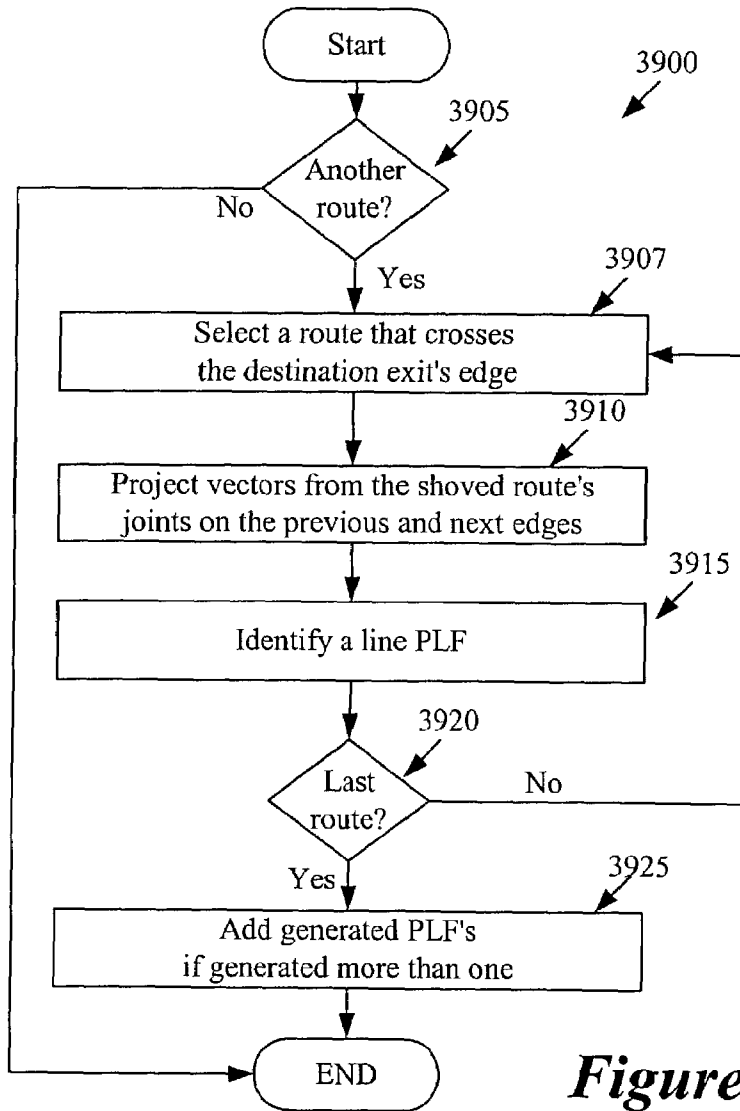 Start
3900
3905
Another
route?
No
Yes
3907
Select a route that crosses
the destination exit's edge
3910
Project vectors from the shoved route's
joints on the previous and next edges
3915
Identify a line PLF
3920
Last
route?
No
Yes
3925
Add generated PLF's
if generated more than one
END
Figure